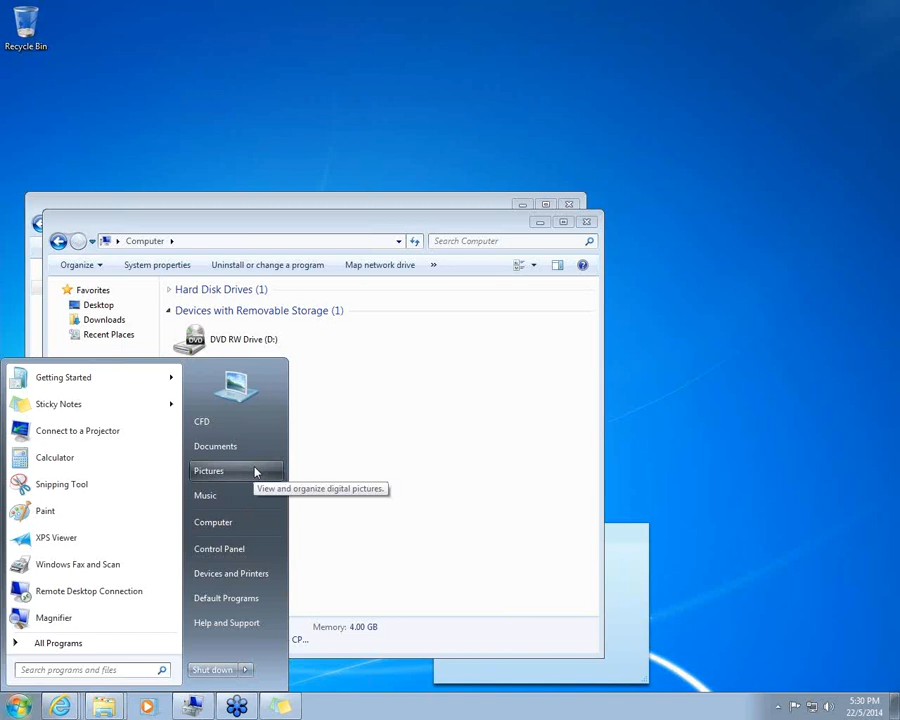 Recycle Bin
Computer
Search Computer
Organize
System properties
Uninstall or change a program
Map network drive
»
Favorites
Desktop
Downloads
Recent Places
Hard Disk Drives (1)
Devices with Removable Storage (1)
DVD
DVD RW Drive (D:)
Memory: 4.00 GB
CP...
Getting Started
Sticky Notes
Connect to a Projector
Calculator
Snipping Tool
Paint
XPS Viewer
Windows Fax and Scan
Remote Desktop Connection
Magnifier
All Programs
Search programs and files
CFD
Documents
Pictures
View and organize digital pictures.
Music
Computer
Control Panel
Devices and Printers
Default Programs
Help and Support
Shut down
5:30 PM
22/5/2014